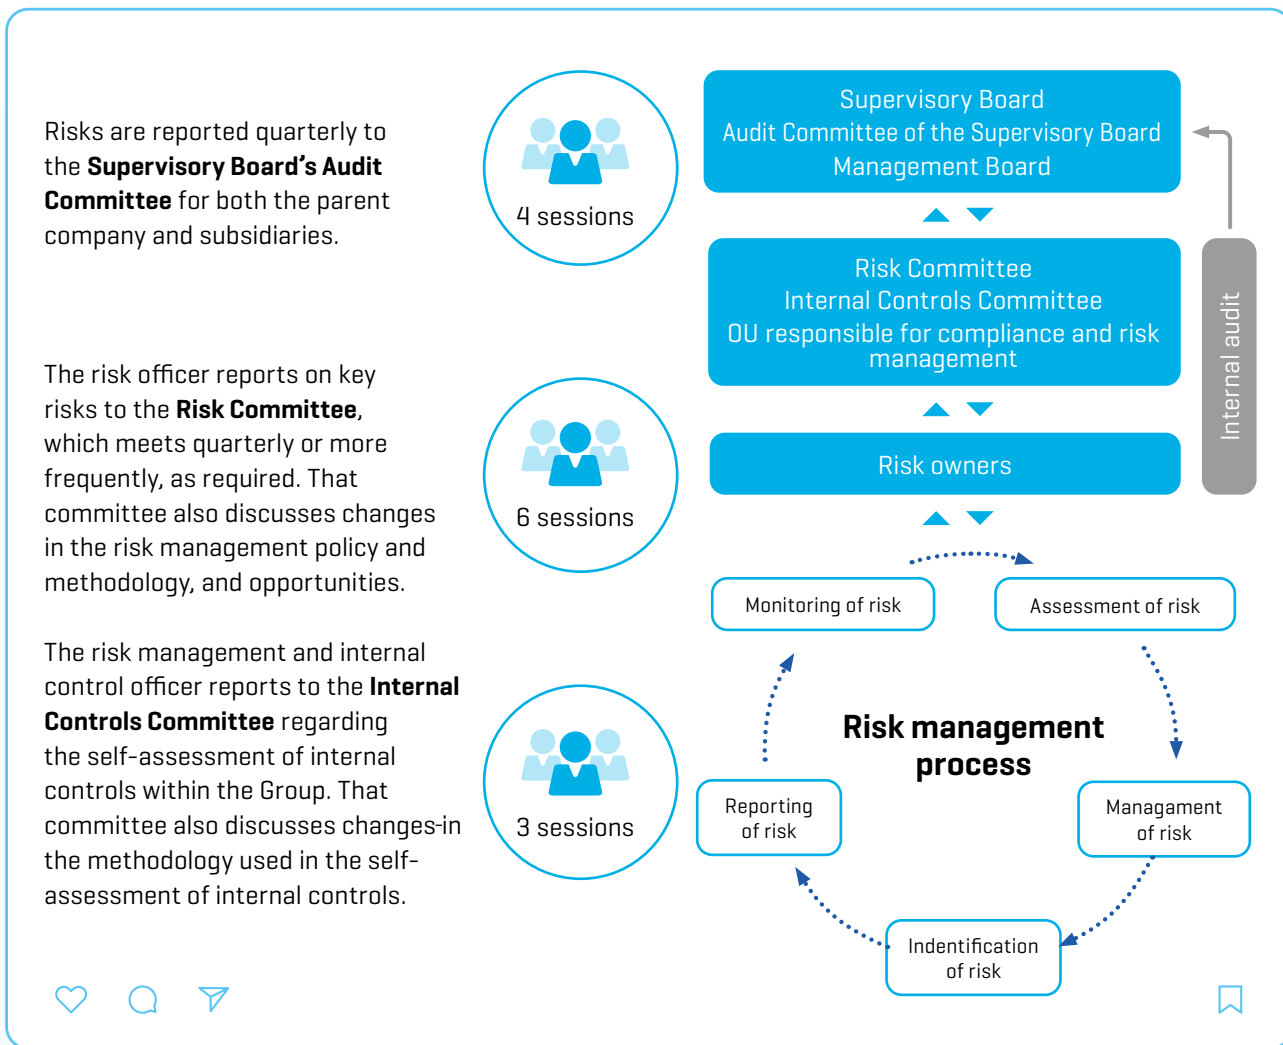 Risks are reported quarterly to
the Supervisory Board's Audit
Committee for both the parent
company and subsidiaries.
4 sessions
The risk officer reports on key
risks to the Risk Committee,
which meets quarterly or more
frequently, as required. That
committee also discusses changes
in the risk management policy and
methodology, and opportunities.
6 sessions
The risk management and internal
control officer reports to the Internal
Controls Committee regarding
the self-assessment of internal
controls within the Group. That
committee also discusses changes-in
the methodology used in the self-
assessment of internal controls.
3 sessions
Supervisory Board
Audit Committee of the Supervisory Board
Management Board
Risk Committee
Internal Controls Committee
OU responsible for compliance and risk
management
Risk owners
Internal audit
Monitoring of risk
Assessment of risk
Risk management
process
Reporting
of risk
Managament
of risk
Indentification
of risk